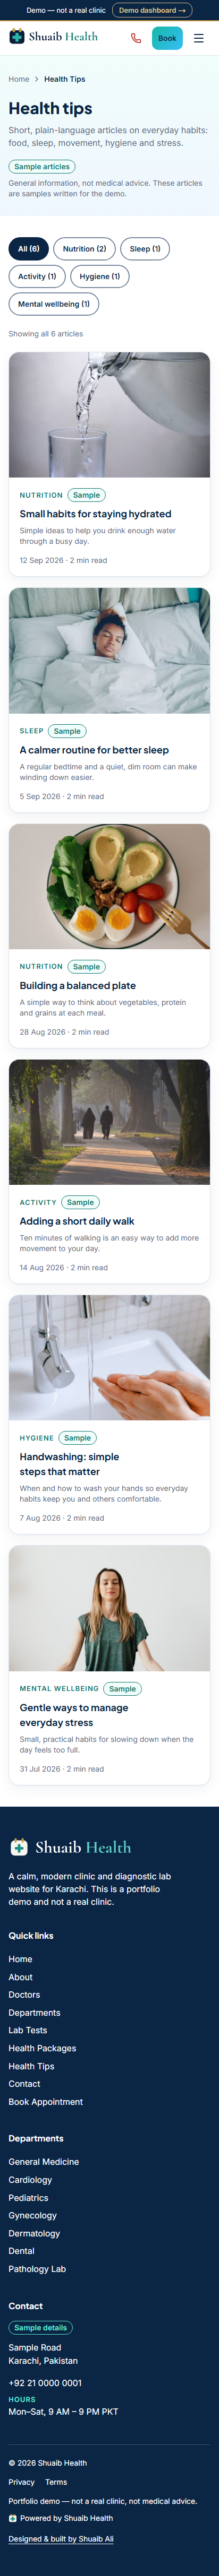 Demo — not a real clinic Demo dashboard →
Shuaib Health Book
Home > Health Tips
Health tips
Short, plain-language articles on everyday habits:
food, sleep, movement, hygiene and stress.
Sample articles
General information, not medical advice. These articles
are samples written for the demo.
All (6) Nutrition (2) Sleep (1)
Activity (1) Hygiene (1)
Mental wellbeing (1)
Showing all 6 articles
NUTRITION Sample
Small habits for staying hydrated
Simple ideas to help you drink enough water
through a busy day.
12 Sep 2026 · 2 min read
SLEEP Sample
A calmer routine for better sleep
A regular bedtime and a quiet, dim room can make
winding down easier.
5 Sep 2026 · 2 min read
NUTRITION Sample
Building a balanced plate
A simple way to think about vegetables, protein
and grains at each meal.
28 Aug 2026 · 2 min read
ACTIVITY Sample
Adding a short daily walk
Ten minutes of walking is an easy way to add more
movement to your day.
14 Aug 2026 · 2 min read
HYGIENE Sample
Handwashing: simple
steps that matter
When and how to wash your hands so everyday
habits keep you and others comfortable.
7 Aug 2026 · 2 min read
MENTAL WELLBEING Sample
Gentle ways to manage
everyday stress
Small, practical habits for slowing down when the
day feels too full.
31 Jul 2026 · 2 min read
Shuaib Health
A calm, modern clinic and diagnostic lab
website for Karachi. This is a portfolio
demo and not a real clinic.
Quick links
Home
About
Doctors
Departments
Lab Tests
Health Packages
Health Tips
Contact
Book Appointment
Departments
General Medicine
Cardiology
Pediatrics
Gynecology
Dermatology
Dental
Pathology Lab
Contact
Sample details
Sample Road
Karachi, Pakistan
+92 21 0000 0001
HOURS
Mon–Sat, 9 AM – 9 PM PKT
© 2026 Shuaib Health
Privacy Terms
Portfolio demo — not a real clinic, not medical advice.
Powered by Shuaib Health
Designed & built by Shuaib Ali